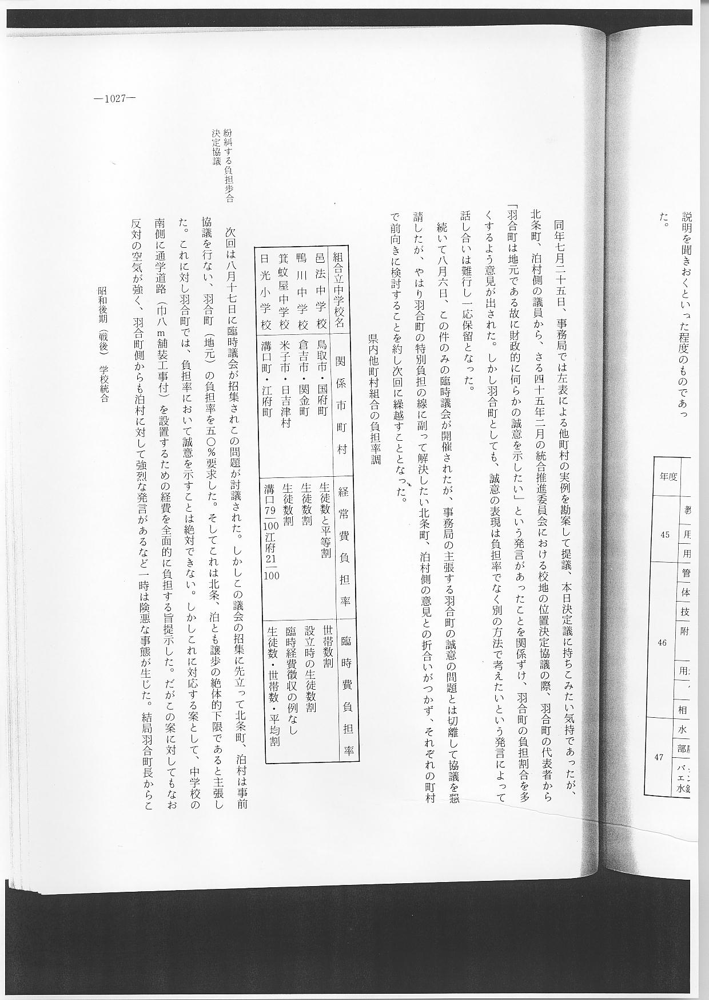 説明を聞きおくといった程度のものであっ
た。
年度
45
教
用
用
46
管
体
技
附
用
相
47
水
部
バ
エ
水
同年七月二十五日、事務局では左表による他町村の実例を勘案して提議、本日決定議に持ちこみたい気持であったが、
北条町、泊村側の議員から、さる四十五年二月の統合推進委員会における校地の位置決定協議の際、羽合町の代表者から
「羽合町は地元である故に財政的に何らかの誠意を示したい」という発言があったことを関係ずけ、羽合町の負担割合を多
くするよう意見が出された。しかし羽合町としても、誠意の表現は負担率でなく別の方法で考えたいという発言によって
話し合いは難行し一応保留となった。
続いて八月六日、この件のみの臨時議会が開催されたが、事務局の主張する羽合町の誠意の問題とは切離して協議を懇
請したが、やはり羽合町の特別負担の線に副って解決したい北条町、泊村側の意見との折合いがつかず、それぞれの町村
で前向きに検討することを約し次回に繰越すこととなった。
県内他町村組合の負担率調
組合立中学校名 関係市町村 経常費負担率 臨時費負担率
邑法中学校 鳥取市・国府町 生徒数と平等割 世帯数割
鴨川中学校 倉吉市・関金町 生徒数割 設立時の生徒数割
箕蚊屋中学校 米子市・日吉津村 生徒数割 臨時経費徴収の例なし
日光小学校 溝口町・江府町 溝口79/100江府21/100 生徒数・世帯数・平均割
紛糾する負担歩合
決定協議
次回は八月十七日に臨時議会が招集されこの問題が討議された。しかしこの議会の招集に先立って北条町、泊村は事前
協議を行ない、羽合町（地元）の負担率を五〇％要求した。そしてこれは北条、泊とも譲歩の絶体的下限であると主張し
た。これに対し羽合町では、負担率において誠意を示すことは絶対できない。しかしこれに対応する案として、中学校の
南側に通学道路（巾八m舗装工事付）を設置するための経費を全面的に負担する旨提示した。だがこの案に対してもなお
反対の空気が強く、羽合町側からも泊村に対して強烈な発言があるなど一時は険悪な事態が生じた。結局羽合町長からこ
昭和後期（戦後） 学校統合
—1027—